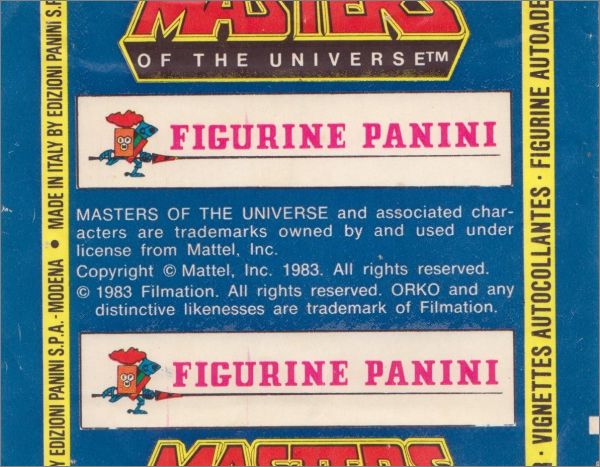 MASTERS
OF THE UNIVERSE™
FIGURINE PANINI
MASTERS OF THE UNIVERSE and associated char-
acters are trademarks owned by and used under
license from Mattel, Inc.
Copyright © Mattel, Inc. 1983. All rights reserved.
© 1983 Filmation. All rights reserved. ORKO and any
distinctive likenesses are trademark of Filmation.
FIGURINE PANINI
MASTERS
EDIZIONI PANINI S.P.A. - MODENA • MADE IN ITALY BY EDIZIONI PANINI S.P
· VIGNETTES AUTOCOLLANTES · FIGURINE AUTOADE